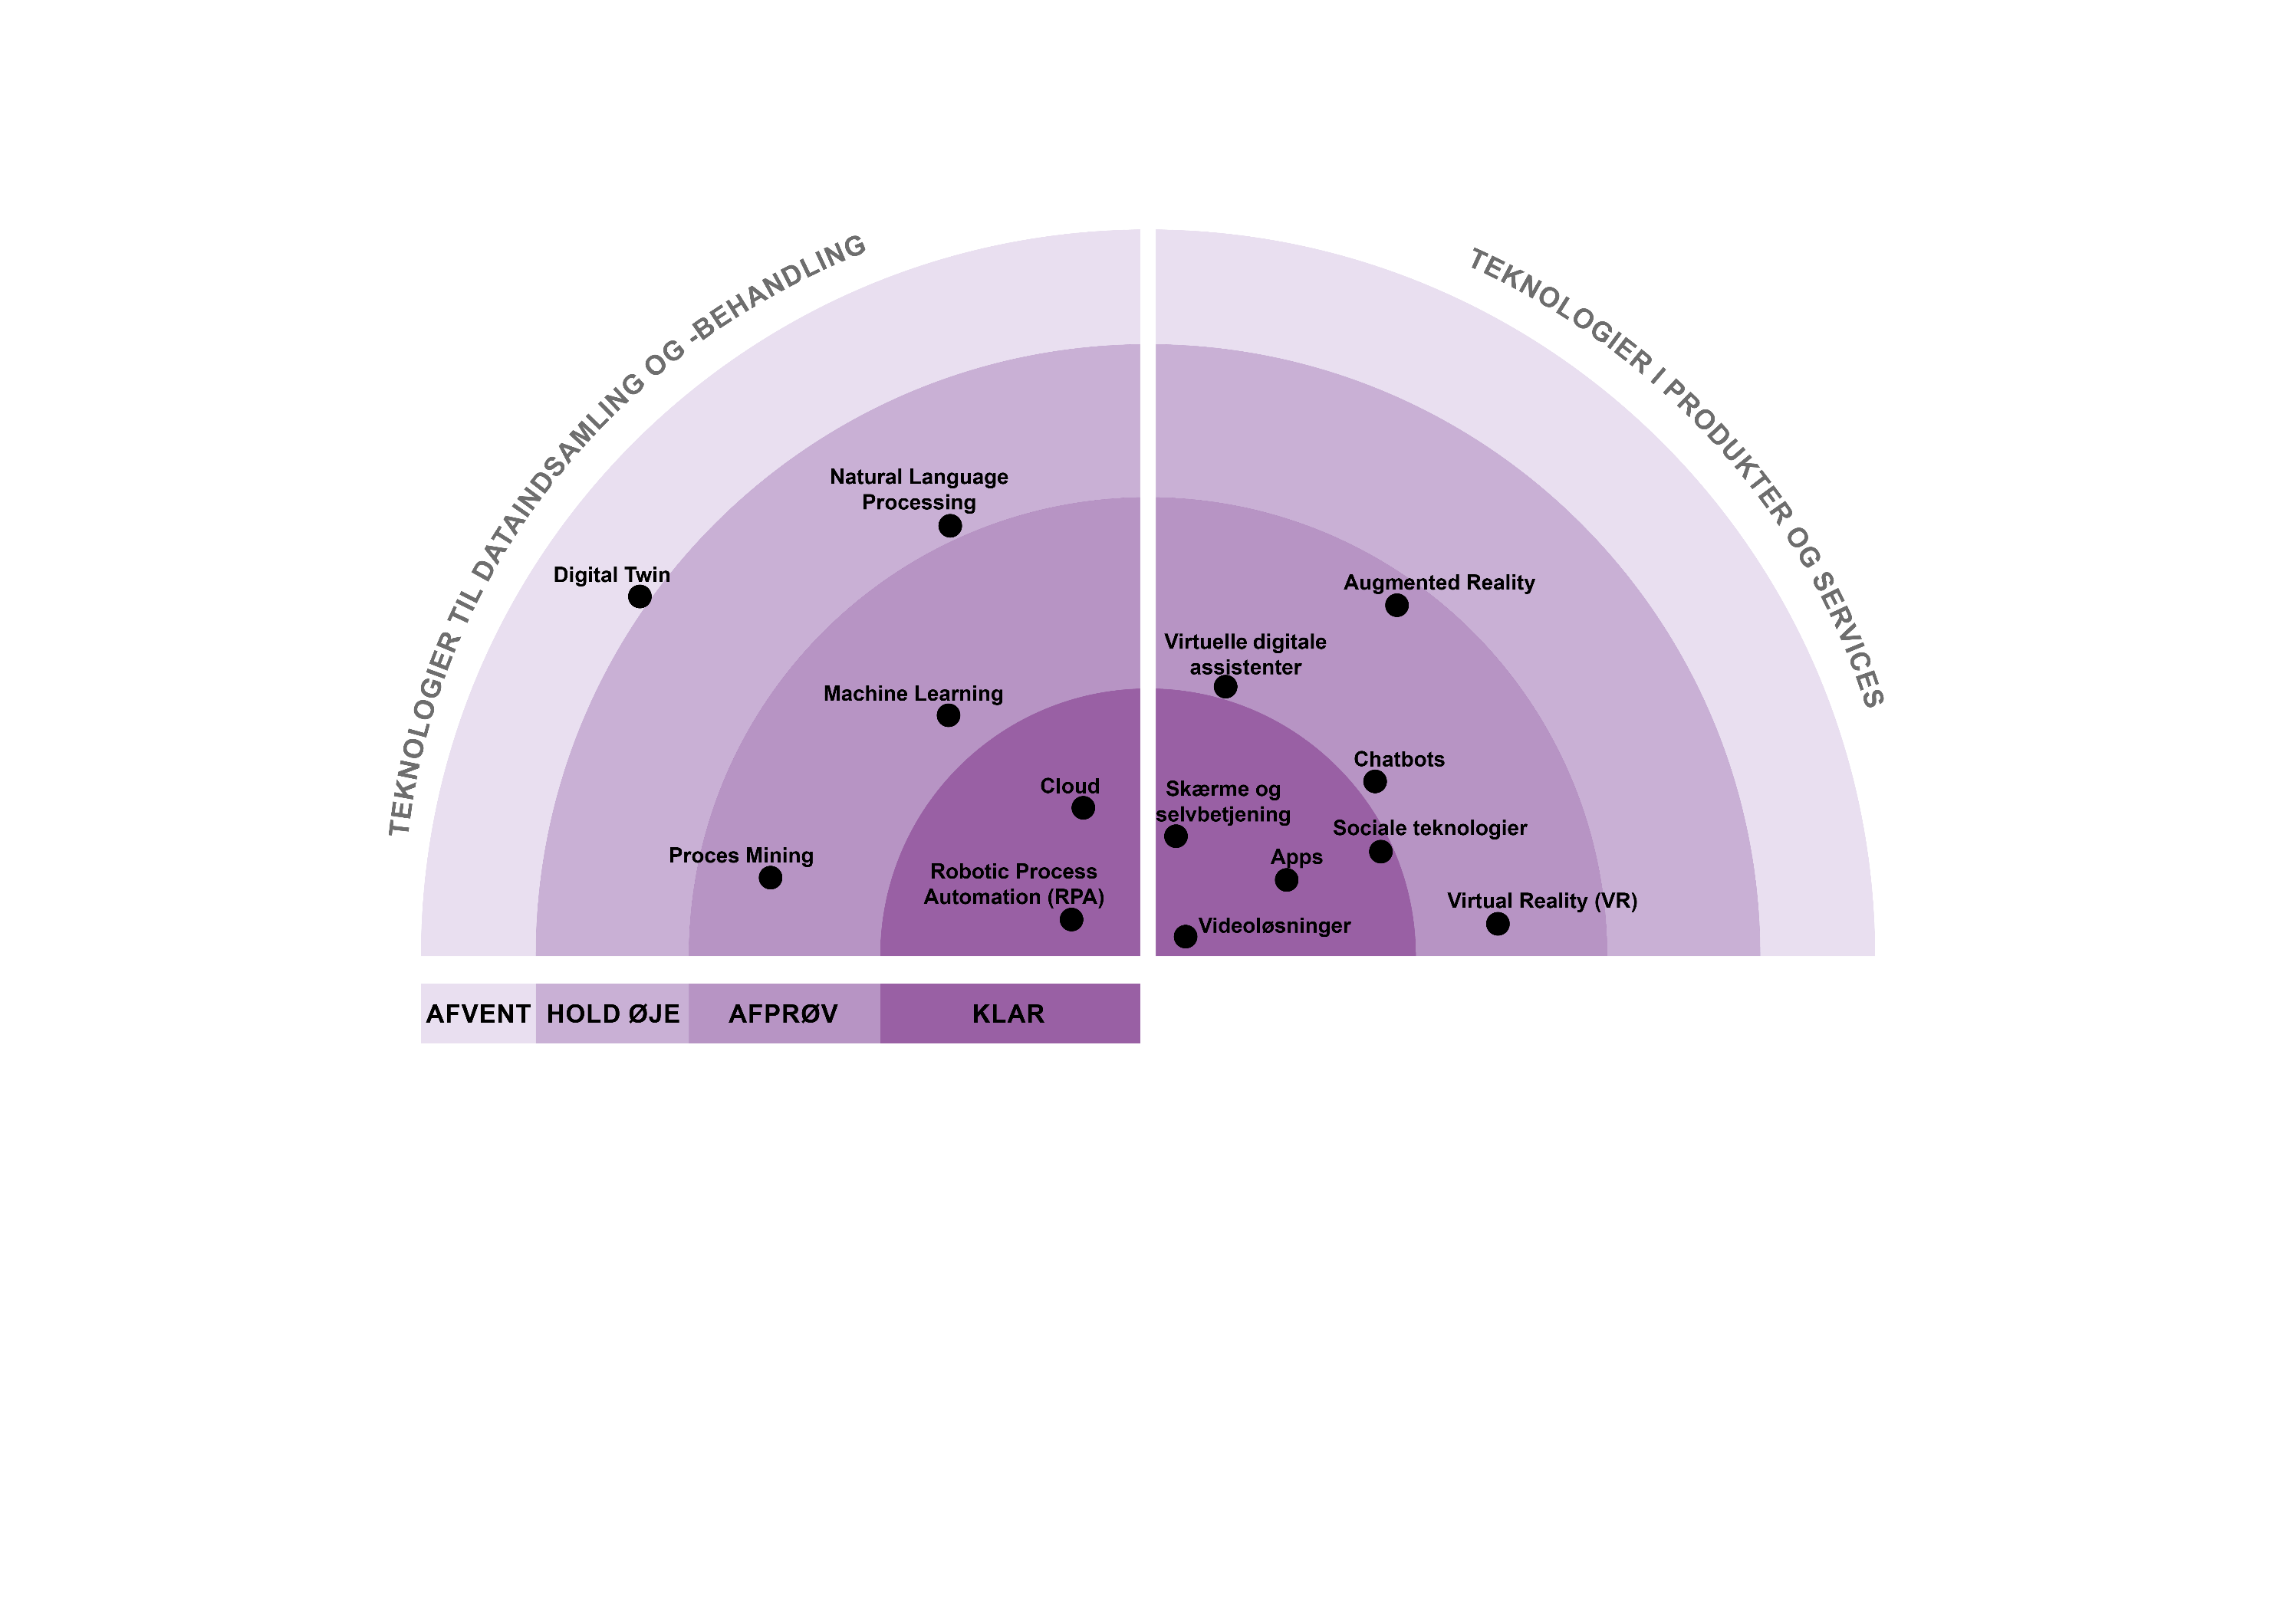 TEKNOLOGIER TIL DATAINDSAMLING OG -BEHANDLING
TEKNOLOGIER I PRODUKTER OG SERVICES
Natural Language
Processing
Digital Twin
Machine Learning
Cloud
Proces Mining
Robotic Process
Automation (RPA)
Augmented Reality
Virtuelle digitale
assistenter
Chatbots
Skærme og
selvbetjening
Sociale teknologier
Apps
Virtual Reality (VR)
Videoløsninger
AFVENT
HOLD ØJE
AFPRØV
KLAR